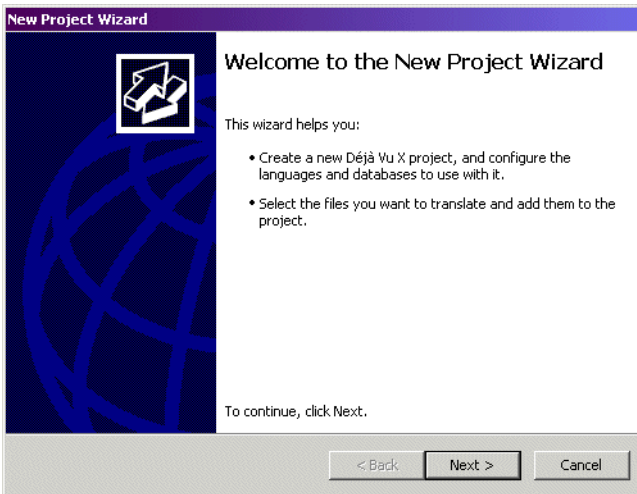 New Project Wizard
Welcome to the New Project Wizard
This wizard helps you:
• Create a new Déjà Vu X project, and configure the
languages and databases to use with it.
• Select the files you want to translate and add them to the
project.
To continue, click Next.
< Back Next > Cancel